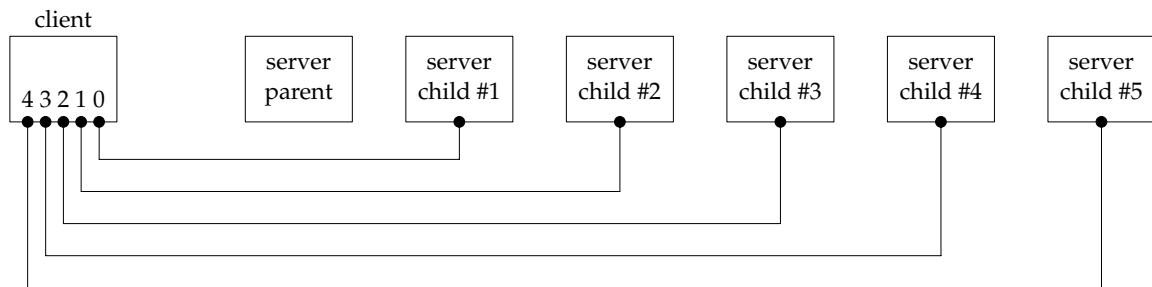 client
4 3 2 1 0
server
parent
server
child #1
server
child #2
server
child #3
server
child #4
server
child #5